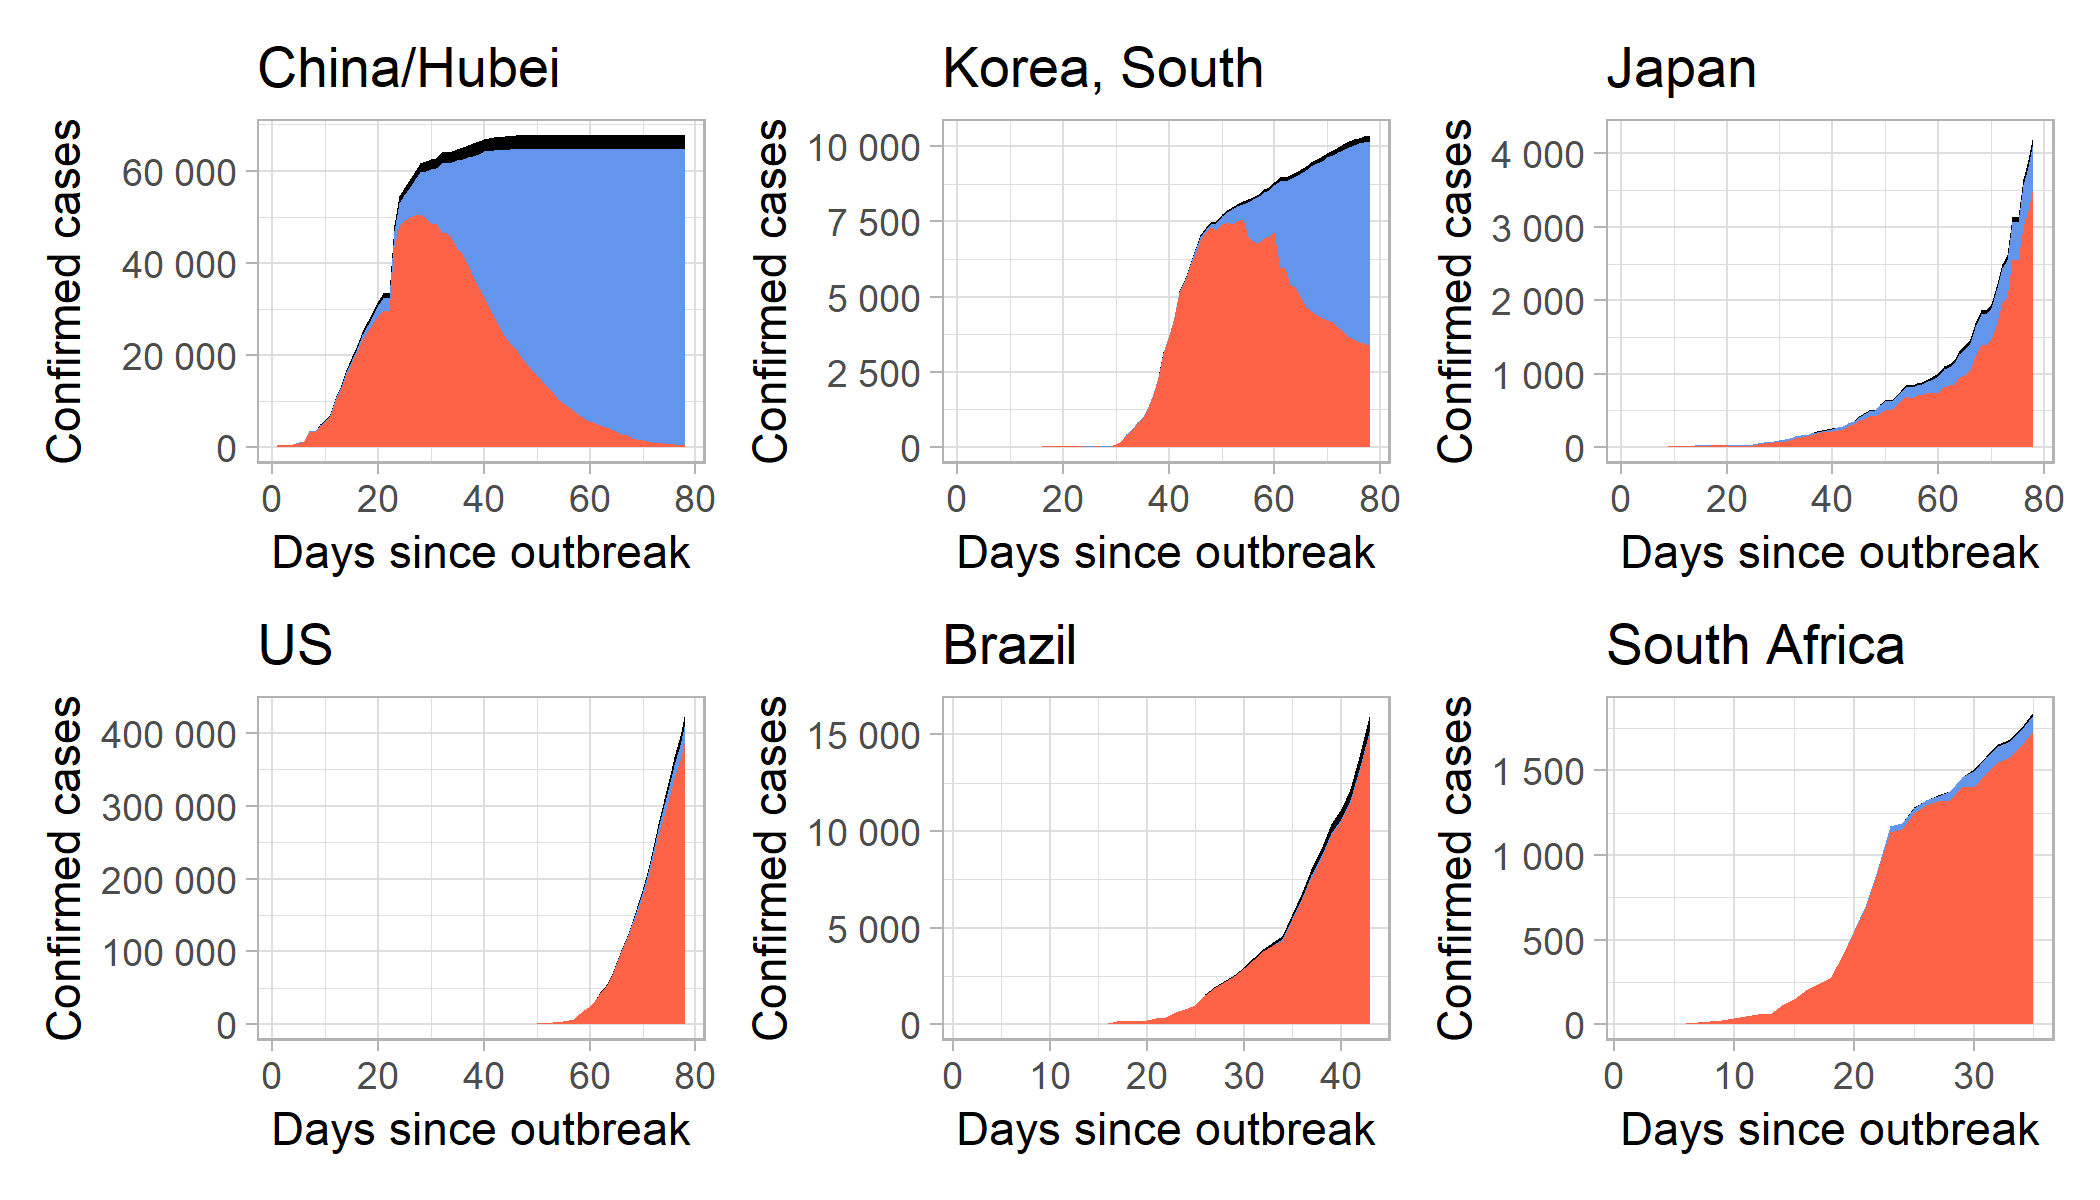 China/Hubei
Confirmed cases
60 000
40 000
20 000
0
0 20 40 60 80
Days since outbreak
Korea, South
Confirmed cases
10 000
7 500
5 000
2 500
0
0 20 40 60 80
Days since outbreak
Japan
Confirmed cases
4 000
3 000
2 000
1 000
0
0 20 40 60 80
Days since outbreak
US
Confirmed cases
400 000
300 000
200 000
100 000
0
0 20 40 60 80
Days since outbreak
Brazil
Confirmed cases
15 000
10 000
5 000
0
0 10 20 30 40
Days since outbreak
South Africa
Confirmed cases
1 500
1 000
500
0
0 10 20 30
Days since outbreak